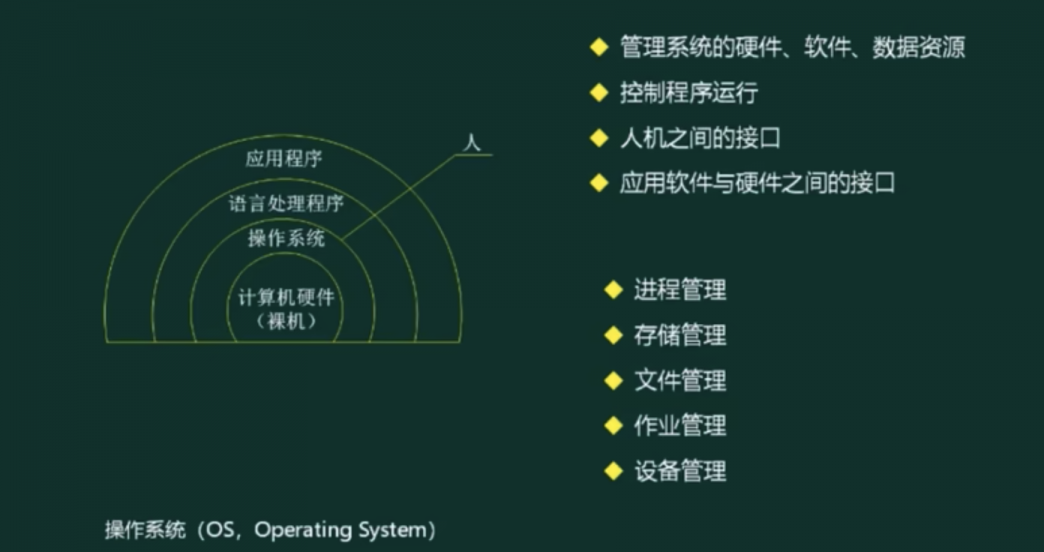 人
应用程序
语言处理程序
操作系统
计算机硬件
（裸机）
管理系统的硬件、软件、数据资源
控制程序运行
人机之间的接口
应用软件与硬件之间的接口
进程管理
存储管理
文件管理
作业管理
设备管理
操作系统（OS，Operating System）